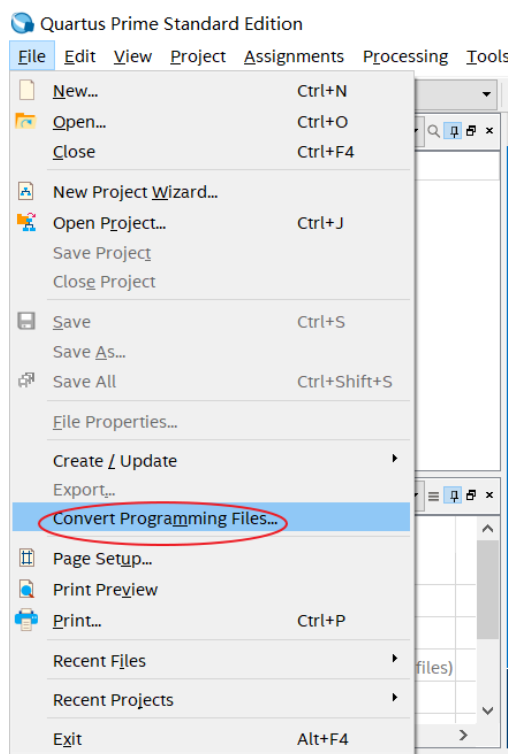 Quartus Prime Standard Edition
File Edit View Project Assignments Processing Tools
New... Ctrl+N
Open... Ctrl+O
Close Ctrl+F4
New Project Wizard...
Open Project... Ctrl+J
Save Project
Close Project
Save Ctrl+S
Save As...
Save All Ctrl+Shift+S
File Properties...
Create / Update
Export...
Convert Programming Files...
Page Setup...
Print Preview
Print... Ctrl+P
Recent Files
files)
Recent Projects
Exit Alt+F4